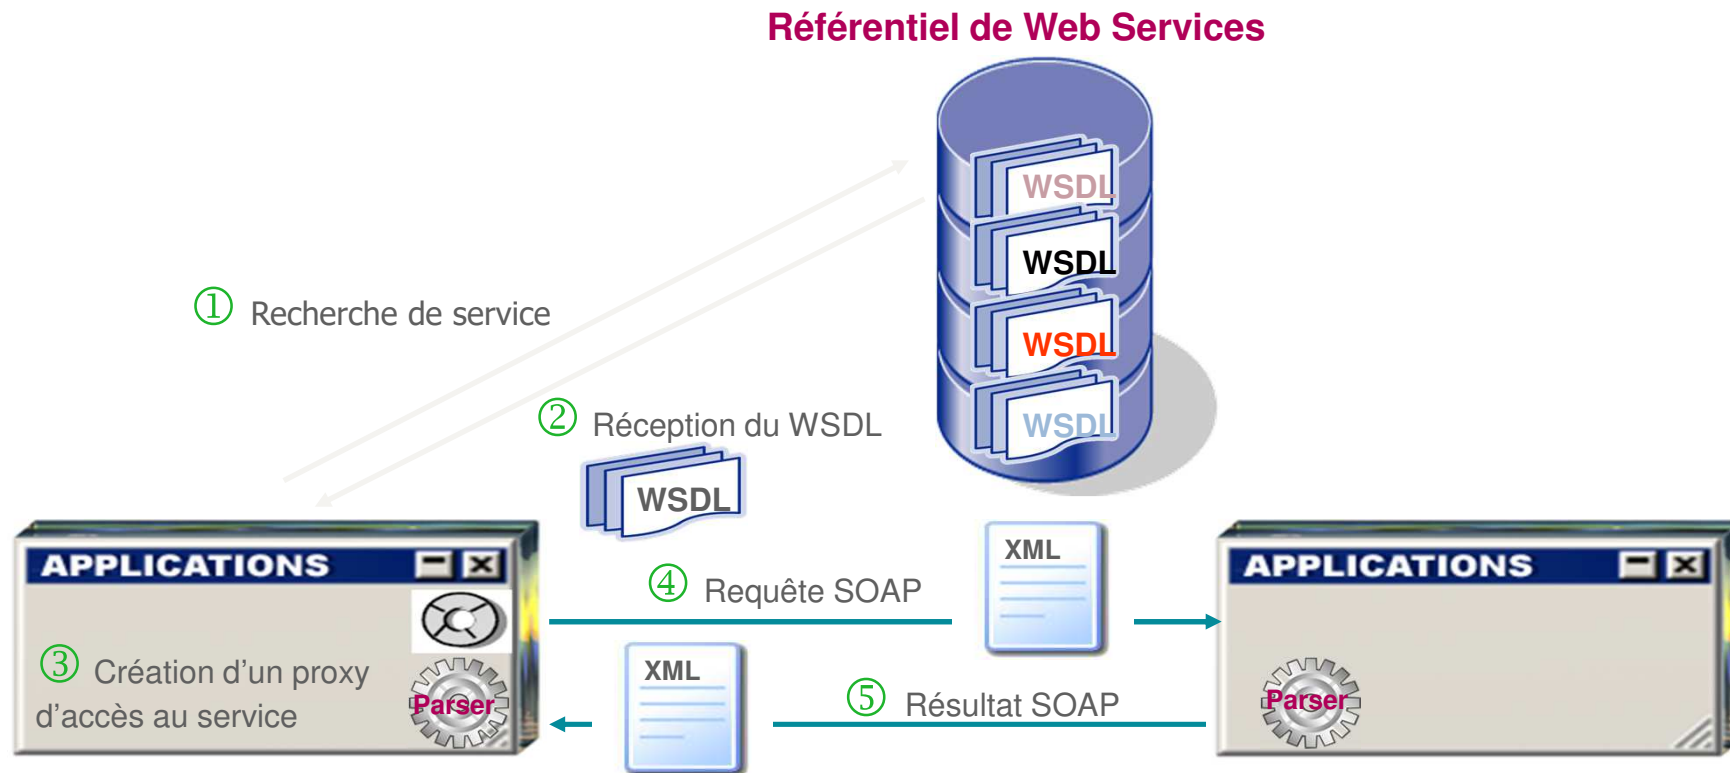 Référentiel de Web Services
WSDL
WSDL
WSDL
WSDL
① Recherche de service
② Réception du WSDL
WSDL
APPLICATIONS
③ Création d’un proxy
d’accès au service
Parser
④ Requête SOAP
XML
XML
⑤ Résultat SOAP
APPLICATIONS
Parser